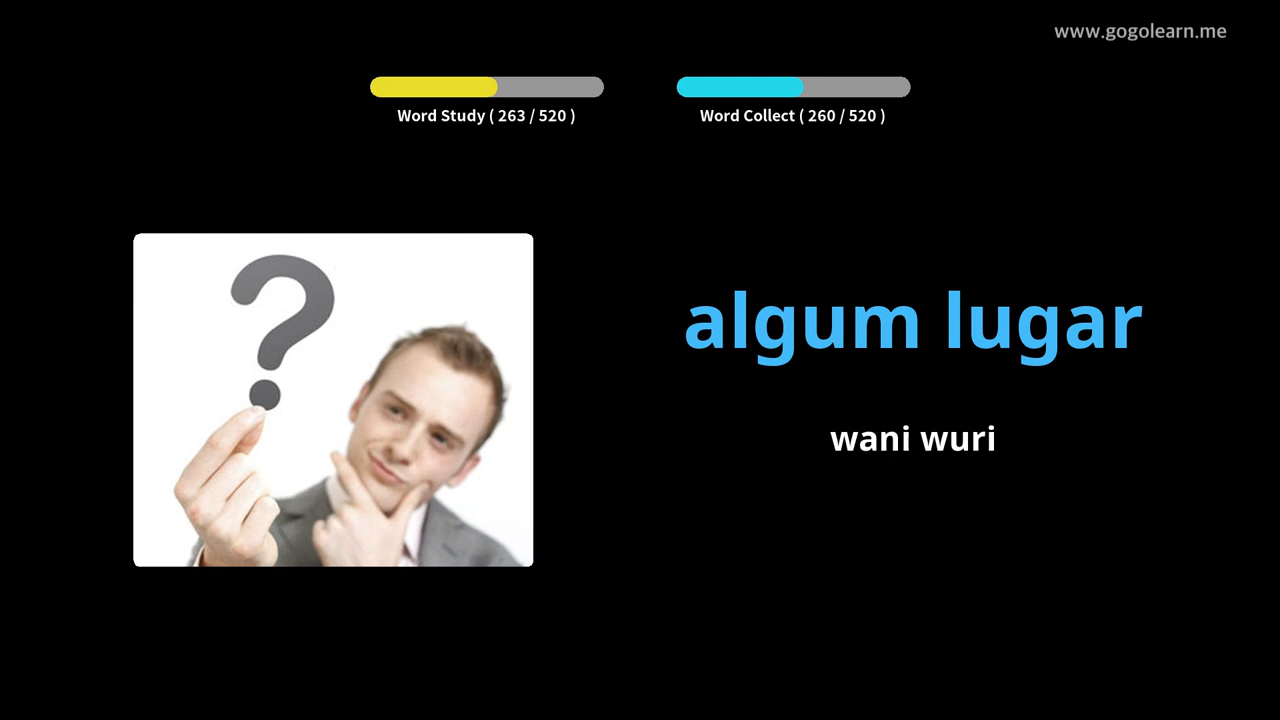 www.gogolearn.me
Word Study ( 263 / 520 )
Word Collect ( 260 / 520 )
?
algum lugar
wani wuri